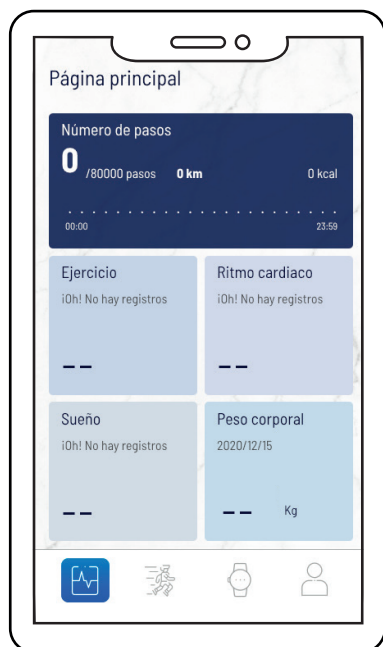 Página principal
Número de pasos
0 /80000 pasos 0 km 0 kcal
00:00 23:59
Ejercicio
¡Oh! No hay registros
--
Ritmo cardiaco
¡Oh! No hay registros
--
Sueño
¡Oh! No hay registros
--
Peso corporal
2020/12/15
-- Kg